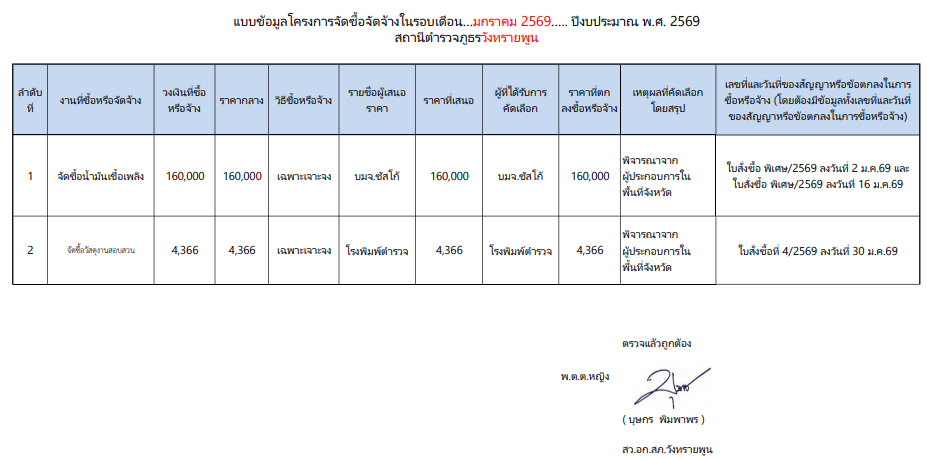 แบบข้อมูลโครงการจัดซื้อจัดจ้างในรอบเดือน...มกราคม 2569..... ปีงบประมาณ พ.ศ. 2569
สถานีตำรวจภูธรวังทรายพูน
ลำดับที่ งานที่ซื้อหรือจัดจ้าง วงเงินที่ซื้อหรือจ้าง ราคากลาง วิธีซื้อหรือจ้าง รายชื่อผู้เสนอราคา ราคาที่เสนอ ผู้ที่ได้รับการคัดเลือก ราคาที่ตกลงซื้อหรือจ้าง เหตุผลที่คัดเลือกโดยสรุป เลขที่และวันที่ของสัญญาหรือข้อตกลงในการซื้อหรือจ้าง (โดยต้องมีข้อมูลทั้งเลขที่และวันที่ของสัญญาหรือข้อตกลงในการซื้อหรือจ้าง)
1 จัดซื้อน้ำมันเชื้อเพลิง 160,000 160,000 เฉพาะเจาะจง บมจ.ซัสโก้ 160,000 บมจ.ซัสโก้ 160,000 พิจารณาจากผู้ประกอบการในพื้นที่จังหวัด ใบสั่งซื้อ พิเศษ/2569 ลงวันที่ 2 ม.ค.69 และใบสั่งซื้อ พิเศษ/2569 ลงวันที่ 16 ม.ค.69
2 จัดซื้อวัสดุงานสอบสวน 4,366 4,366 เฉพาะเจาะจง โรงพิมพ์ตำรวจ 4,366 โรงพิมพ์ตำรวจ 4,366 พิจารณาจากผู้ประกอบการในพื้นที่จังหวัด ใบสั่งซื้อที่ 4/2569 ลงวันที่ 30 ม.ค.69
ตรวจแล้วถูกต้อง
พ.ต.ต.หญิง
( บุษกร พิมพาพร )
สว.อก.สภ.วังทรายพูน